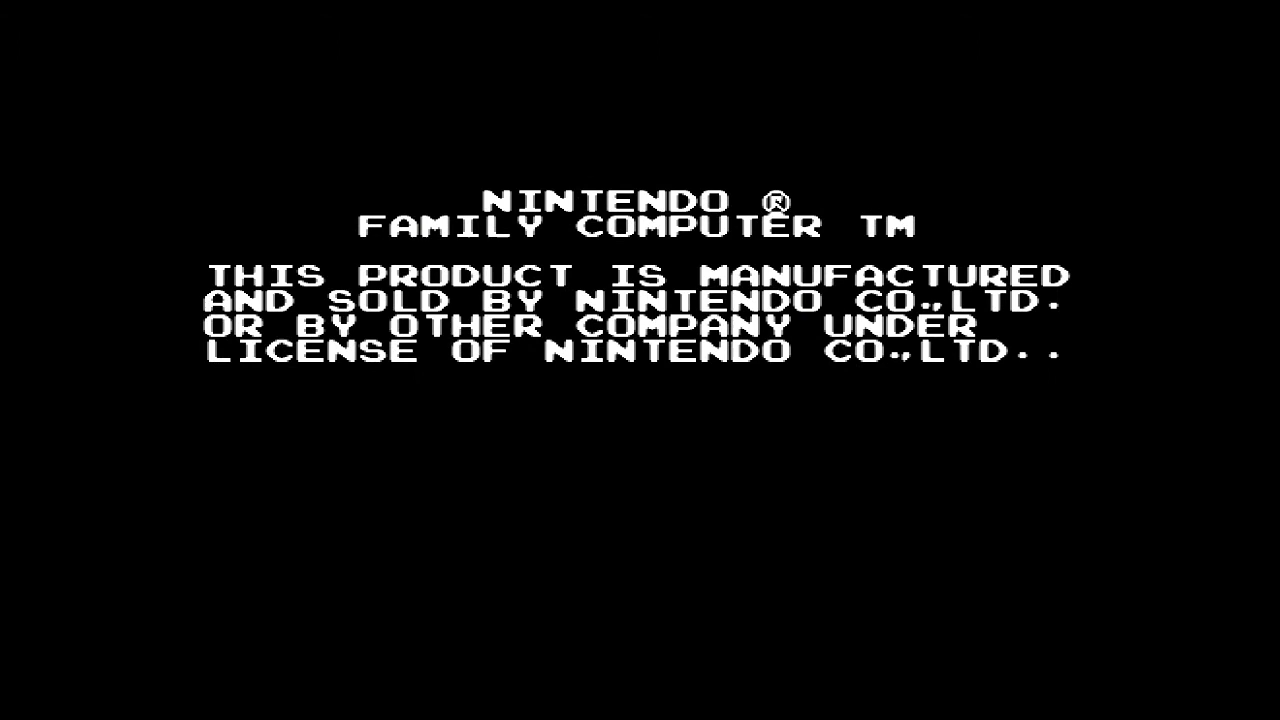 NINTENDO ®
FAMILY COMPUTER TM
THIS PRODUCT IS MANUFACTURED
AND SOLD BY NINTENDO CO.,LTD.
OR BY OTHER COMPANY UNDER
LICENSE OF NINTENDO CO.,LTD..